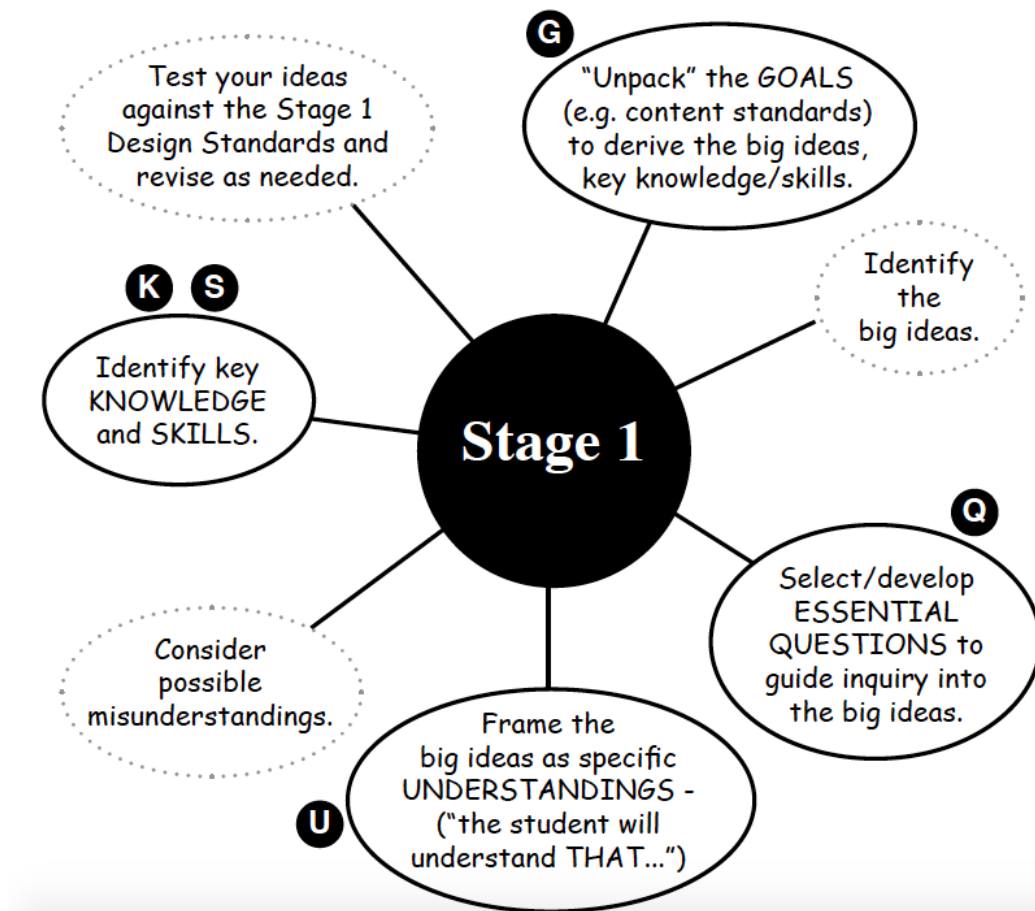 G
“Unpack” the GOALS
(e.g. content standards)
to derive the big ideas,
key knowledge/skills.
Identify
the
big ideas.
Q
Select/develop
ESSENTIAL
QUESTIONS to
guide inquiry into
the big ideas.
U
Frame the
big ideas as specific
UNDERSTANDINGS -
(“the student will
understand THAT...”)
Consider
possible
misunderstandings.
K S
Identify key
KNOWLEDGE
and SKILLS.
Test your ideas
against the Stage 1
Design Standards and
revise as needed.
Stage 1